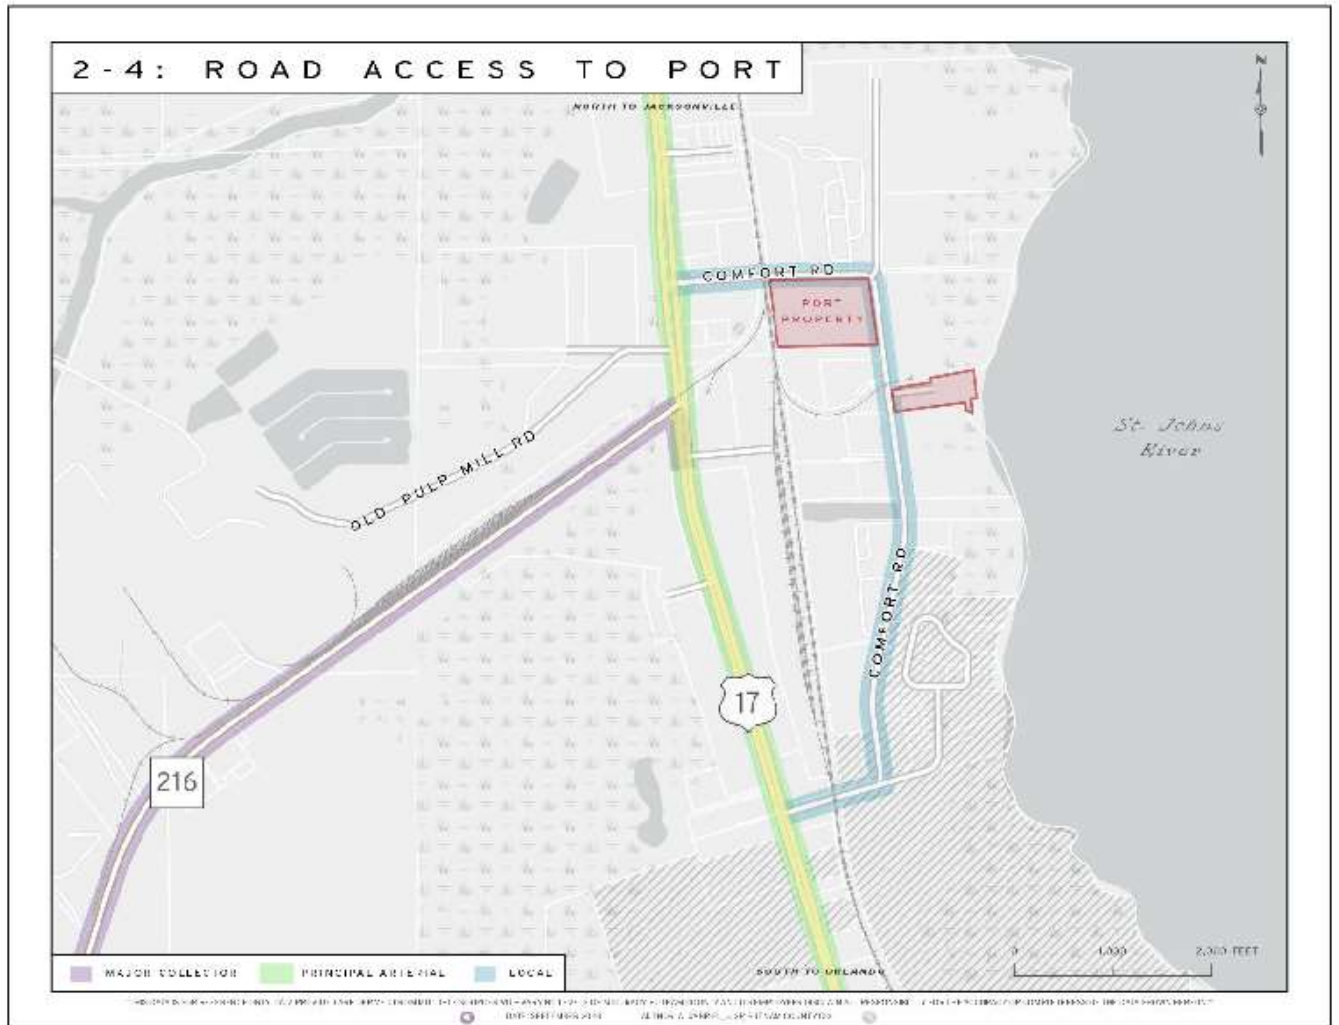 2-4: ROAD ACCESS TO PORT
NORTH TO JACKSONVILLE
N
COMFORT RD
PORT
PROPERTY
St. Johns
River
OLD PULP MILL RD
COMFORT RD
17
216
0 1,000 2,000 FEET
MAJOR COLLECTOR PRINCIPAL ARTERIAL LOCAL
SOUTH TO ORLANDO